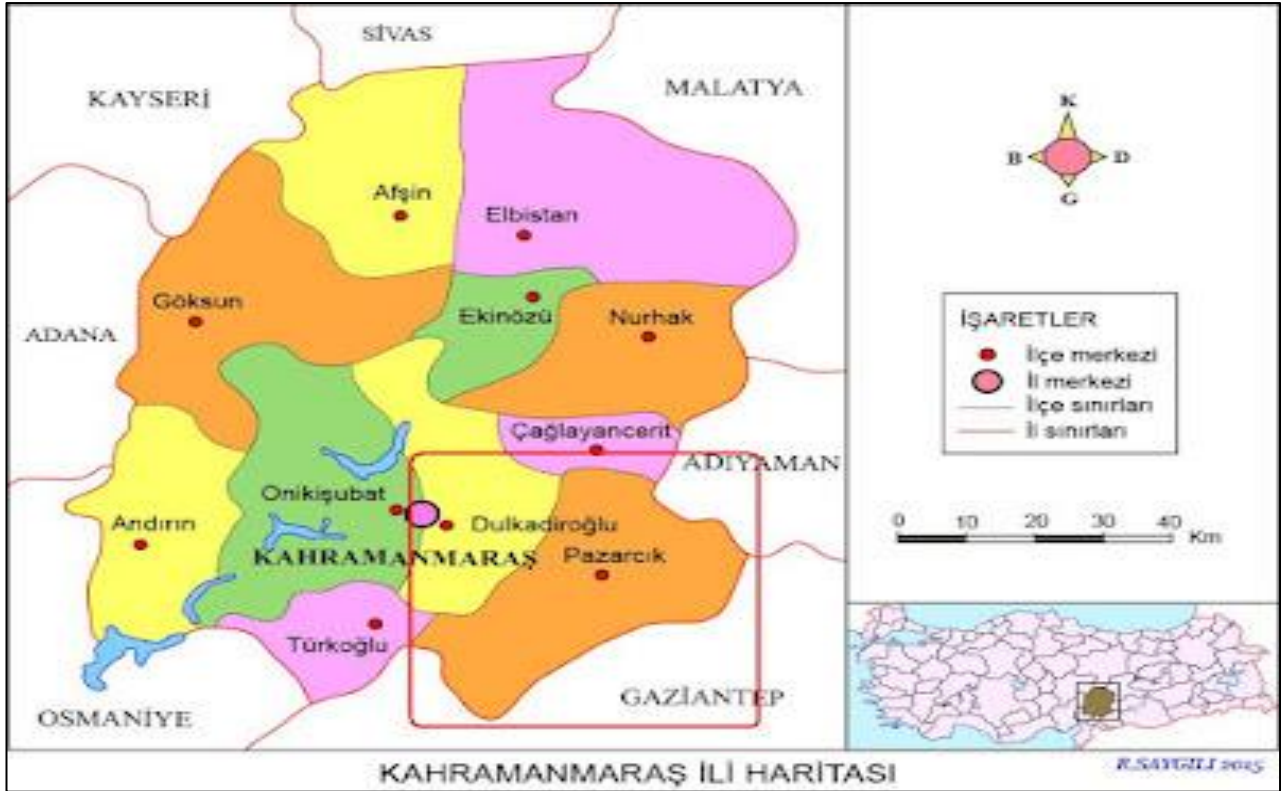 SİVAS
KAYSERİ
MALATYA
K
B D
G
Afşin
Elbistan
Göksun
Ekinözü
Nurhak
ADANA
İŞARETLER
İlçe merkezi
İl merkezi
İlçe sınırları
İl sınırları
Çağlayancerit
ADIYAMAN
Onikişubat
Andırın
Dulkadiroğlu
KAHRAMANMARAŞ
Pazarcık
0 10 20 30 40
Km
Türkoğlu
GAZİANTEP
OSMANİYE
KAHRAMANMARAŞ İLİ HARİTASI
R.SAYGILI 2015